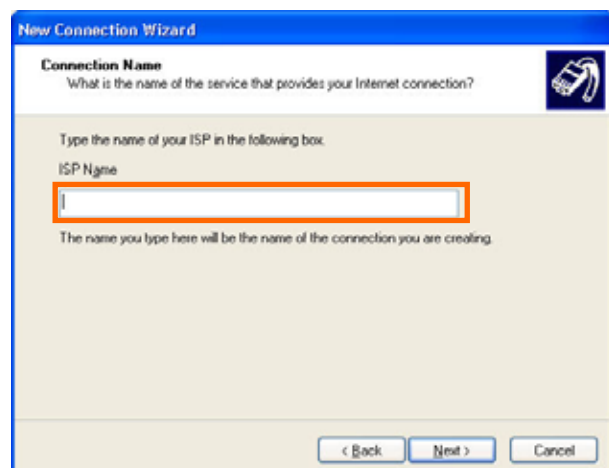 New Connection Wizard
Connection Name
What is the name of the service that provides your Internet connection?
Type the name of your ISP in the following box.
ISP Name
The name you type here will be the name of the connection you are creating.
< Back Next > Cancel